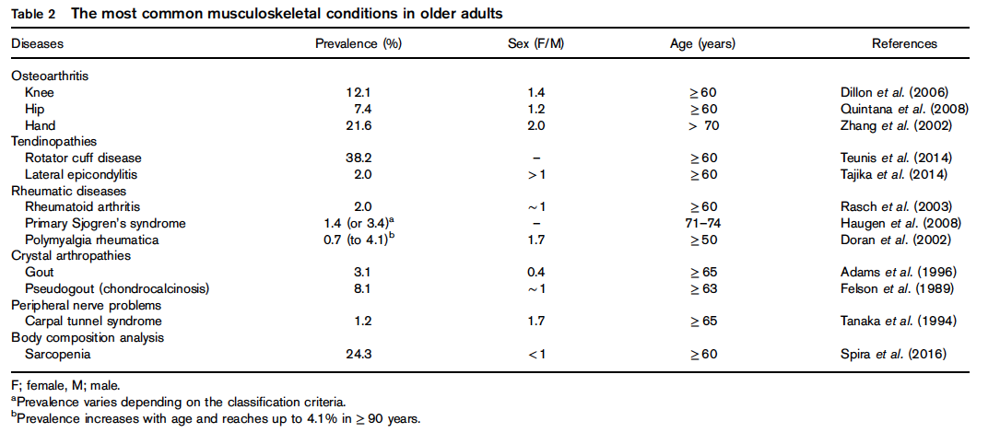 Table 2 The most common musculoskeletal conditions in older adults
Diseases Prevalence (%) Sex (F/M) Age (years) References
Osteoarthritis
Knee 12.1 1.4 ≥60 Dillon et al. (2006)
Hip 7.4 1.2 ≥60 Quintana et al. (2008)
Hand 21.6 2.0 > 70 Zhang et al. (2002)
Tendinopathies
Rotator cuff disease 38.2 – ≥60 Teunis et al. (2014)
Lateral epicondylitis 2.0 >1 ≥60 Tajika et al. (2014)
Rheumatic diseases
Rheumatoid arthritis 2.0 ~1 ≥60 Rasch et al. (2003)
Primary Sjogren's syndrome 1.4 (or 3.4)a – 71–74 Haugen et al. (2008)
Polymyalgia rheumatica 0.7 (to 4.1)b 1.7 ≥50 Doran et al. (2002)
Crystal arthropathies
Gout 3.1 0.4 ≥65 Adams et al. (1996)
Pseudogout (chondrocalcinosis) 8.1 ~1 ≥63 Felson et al. (1989)
Peripheral nerve problems
Carpal tunnel syndrome 1.2 1.7 ≥65 Tanaka et al. (1994)
Body composition analysis
Sarcopenia 24.3 <1 ≥60 Spira et al. (2016)
F; female, M; male.
aPrevalence varies depending on the classification criteria.
bPrevalence increases with age and reaches up to 4.1% in ≥90 years.